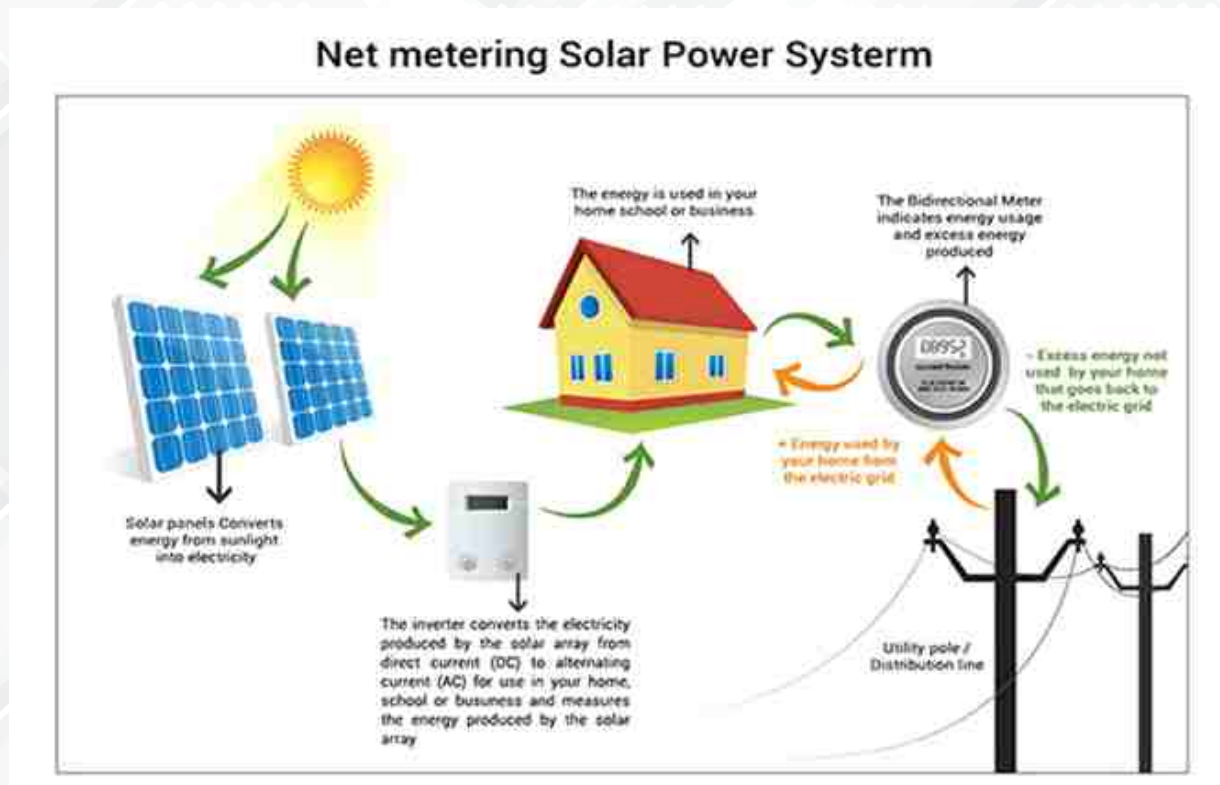 Net metering Solar Power Systerm
The energy is used in your
home school or business
The Bidirectional Meter
indicates energy usage
and excess energy
produced
08952
- Excess energy not
used by your home
that goes back to
the electric grid
+ Energy used by
your home from
the electric grid
Solar panels Converts
energy from sunlight
into electricity
The inverter converts the electricity
produced by the solar array from
direct current (DC) to alternating
current (AC) for use in your home,
school or busuness and measures
the energy produced by the solar
array
Utility pole /
Distribution line